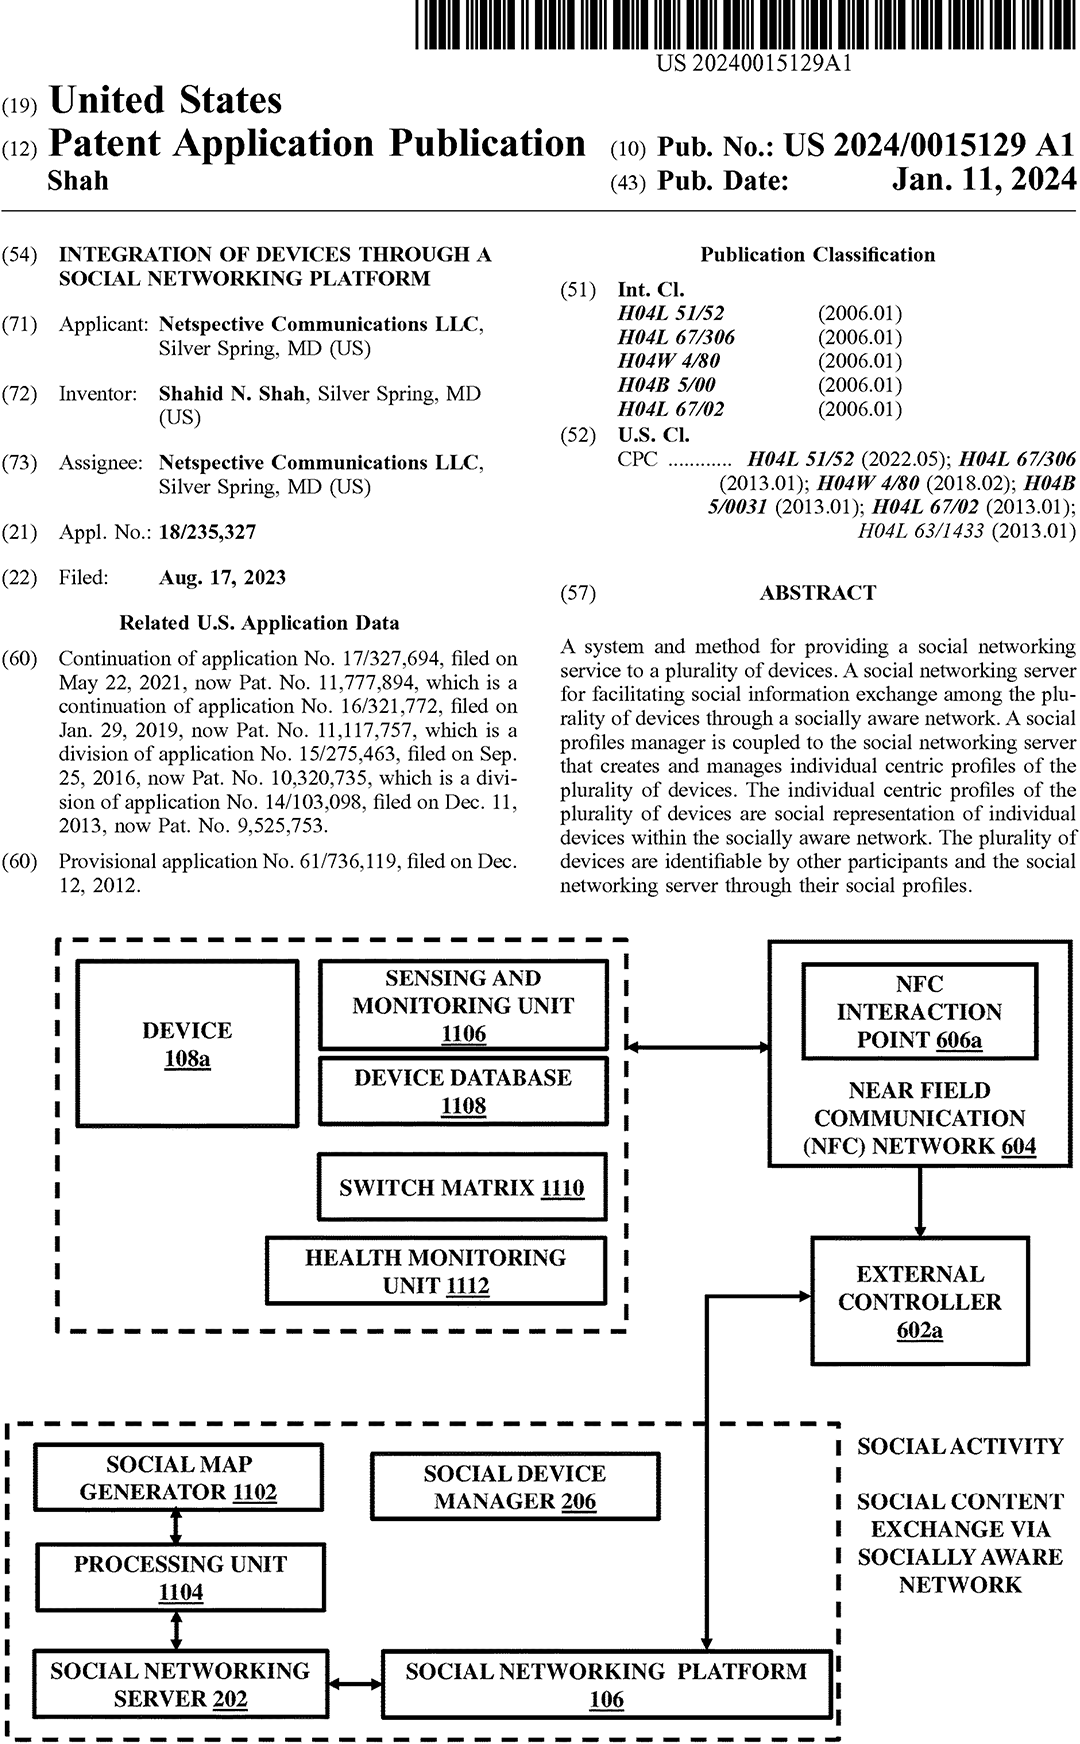 US 20240015129A1
(19) United States
(12) Patent Application Publication
Shah
(10) Pub. No.: US 2024/0015129 A1
(43) Pub. Date: Jan. 11, 2024
(54) INTEGRATION OF DEVICES THROUGH A
SOCIAL NETWORKING PLATFORM
(71) Applicant: Netspective Communications LLC,
Silver Spring, MD (US)
(72) Inventor: Shahid N. Shah, Silver Spring, MD
(US)
(73) Assignee: Netspective Communications LLC,
Silver Spring, MD (US)
(21) Appl. No.: 18/235,327
(22) Filed: Aug. 17, 2023
Related U.S. Application Data
(60) Continuation of application No. 17/327,694, filed on
May 22, 2021, now Pat. No. 11,777,894, which is a
continuation of application No. 16/321,772, filed on
Jan. 29, 2019, now Pat. No. 11,117,757, which is a
division of application No. 15/275,463, filed on Sep.
25, 2016, now Pat. No. 10,320,735, which is a divi-
sion of application No. 14/103,098, filed on Dec. 11,
2013, now Pat. No. 9,525,753.
(60) Provisional application No. 61/736,119, filed on Dec.
12, 2012.
Publication Classification
(51) Int. Cl.
H04L 51/52 (2006.01)
H04L 67/306 (2006.01)
H04W 4/80 (2006.01)
H04B 5/00 (2006.01)
H04L 67/02 (2006.01)
(52) U.S. Cl.
CPC ............ H04L 51/52 (2022.05); H04L 67/306
(2013.01); H04W 4/80 (2018.02); H04B
5/0031 (2013.01); H04L 67/02 (2013.01);
H04L 63/1433 (2013.01)
(57) ABSTRACT
A system and method for providing a social networking
service to a plurality of devices. A social networking server
for facilitating social information exchange among the plu-
rality of devices through a socially aware network. A social
profiles manager is coupled to the social networking server
that creates and manages individual centric profiles of the
plurality of devices. The individual centric profiles of the
plurality of devices are social representation of individual
devices within the socially aware network. The plurality of
devices are identifiable by other participants and the social
networking server through their social profiles.
DEVICE
108a
SENSING AND
MONITORING UNIT
1106
DEVICE DATABASE
1108
SWITCH MATRIX 1110
HEALTH MONITORING
UNIT 1112
NFC
INTERACTION
POINT 606a
NEAR FIELD
COMMUNICATION
(NFC) NETWORK 604
EXTERNAL
CONTROLLER
602a
SOCIAL MAP
GENERATOR 1102
SOCIAL DEVICE
MANAGER 206
PROCESSING UNIT
1104
SOCIAL NETWORKING
SERVER 202
SOCIAL NETWORKING PLATFORM
106
SOCIAL ACTIVITY
SOCIAL CONTENT
EXCHANGE VIA
SOCIALLY AWARE
NETWORK